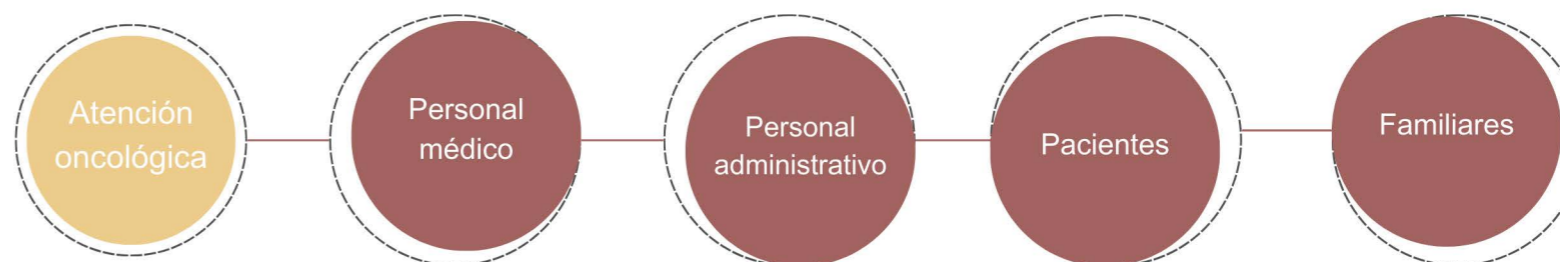 Atención
oncológica
Personal
médico
Personal
administrativo
Pacientes
Familiares